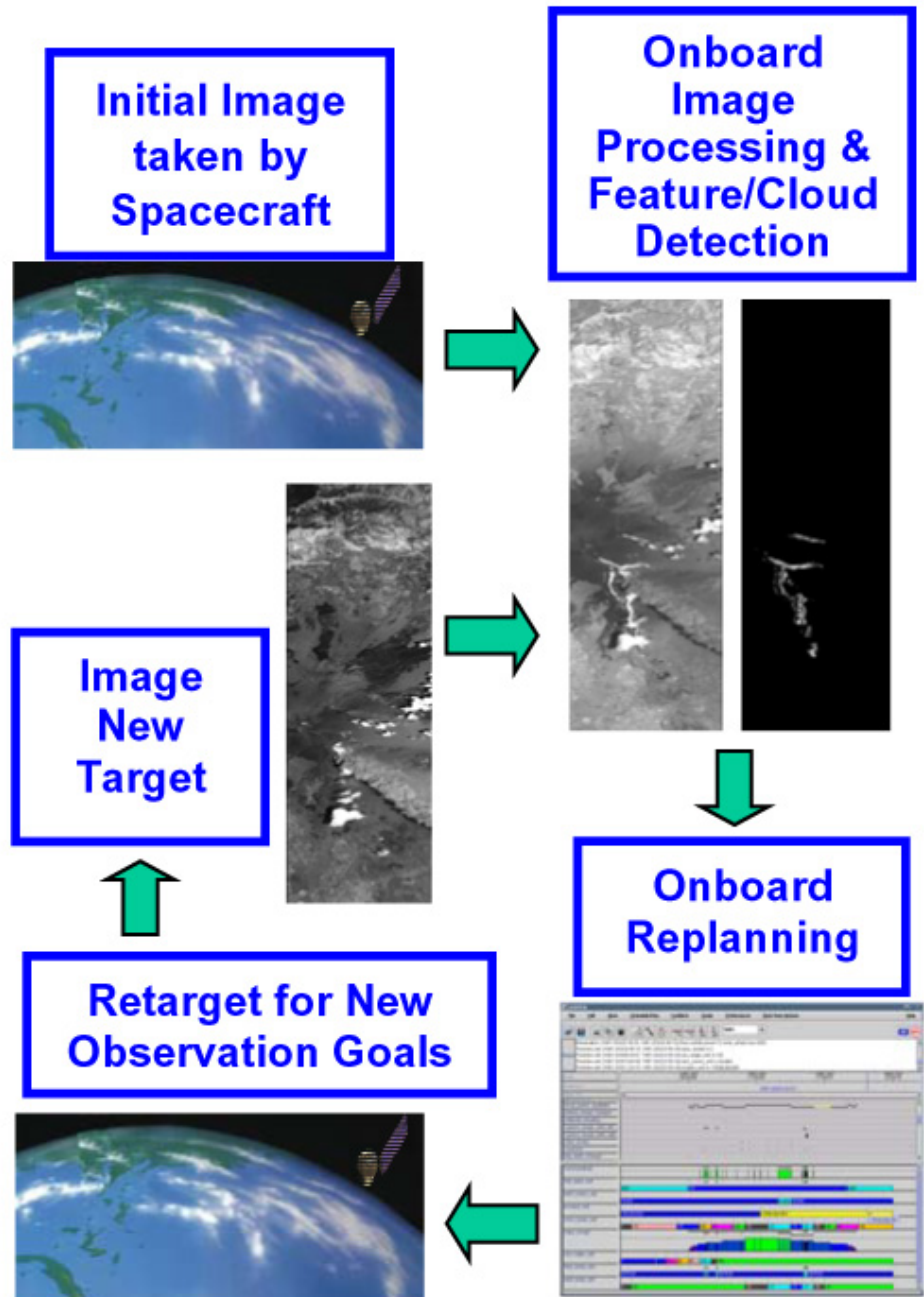 Initial Image
taken by
Spacecraft
Onboard
Image
Processing &
Feature/Cloud
Detection
Image
New
Target
Onboard
Replanning
Retarget for New
Observation Goals